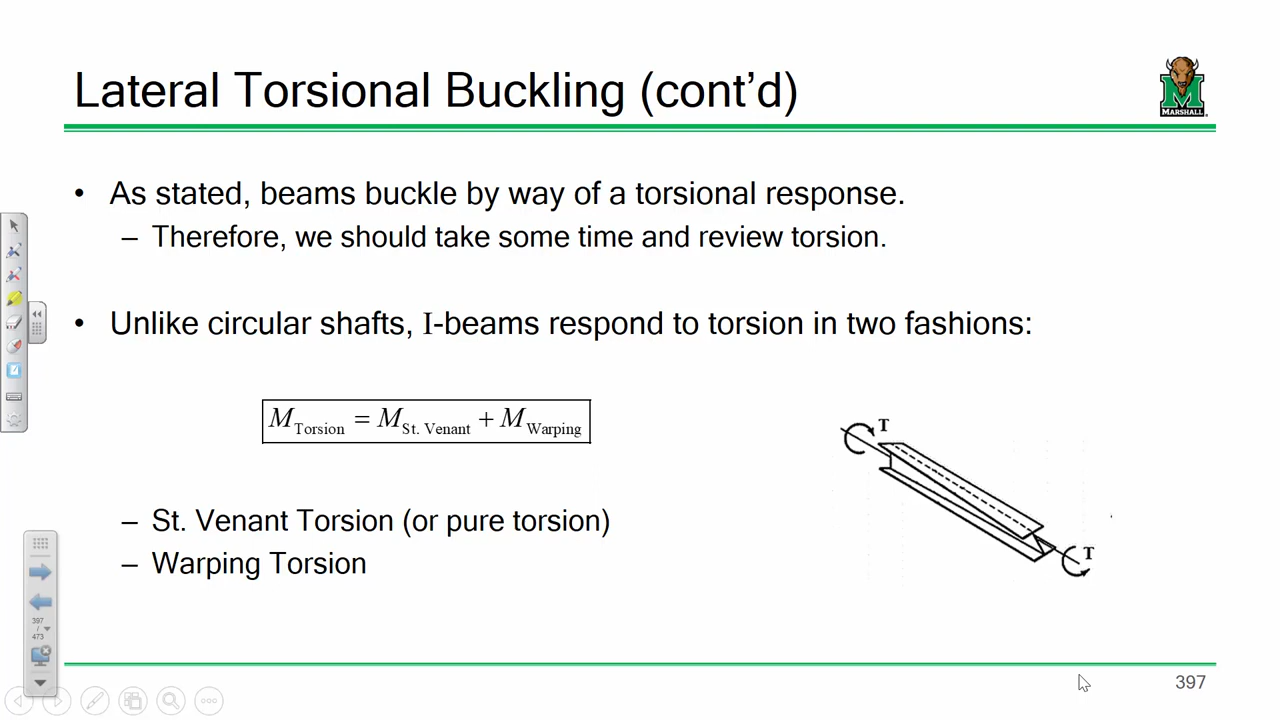 Lateral Torsional Buckling (cont’d)
MARSHALL
• As stated, beams buckle by way of a torsional response.
– Therefore, we should take some time and review torsion.
• Unlike circular shafts, I-beams respond to torsion in two fashions:
M_Torsion = M_St. Venant + M_Warping
T
T
– St. Venant Torsion (or pure torsion)
– Warping Torsion
397
/
473
397